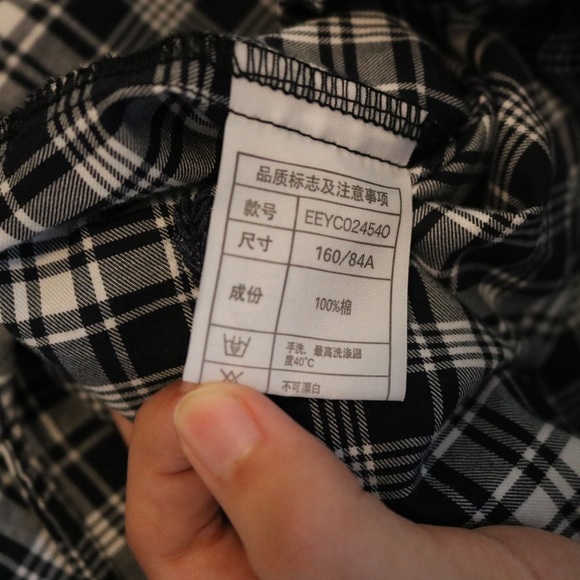 品质标志及注意事项
款号 EEYC024540
尺寸 160/84A
成份 100%棉
手洗,最高洗涤温
度40℃
不可漂白